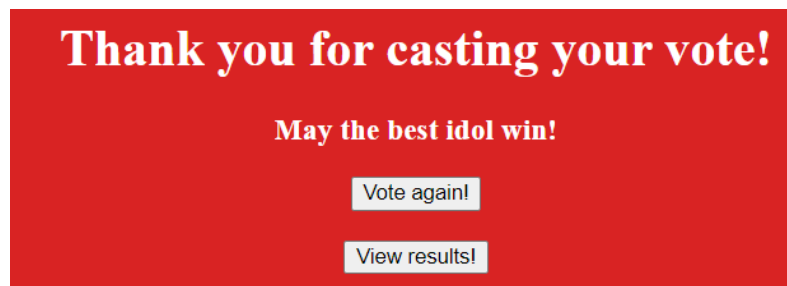 Thank you for casting your vote!
May the best idol win!
Vote again!
View results!